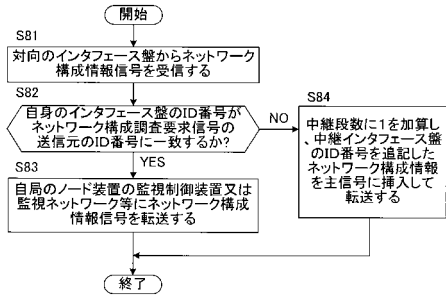 開始
S81
対向のインタフェース盤からネットワーク
構成情報信号を受信する
S82
自身のインタフェース盤のID番号が
ネットワーク構成調査要求信号の
送信元のID番号に一致するか?
NO
S84
中継段数に1を加算し
、中継インタフェース盤
のID番号を追記した
ネットワーク構成情報
を主信号に挿入して
転送する
YES
S83
自局のノード装置の監視制御装置又は
監視ネットワーク等にネットワーク構成
情報信号を転送する
終了